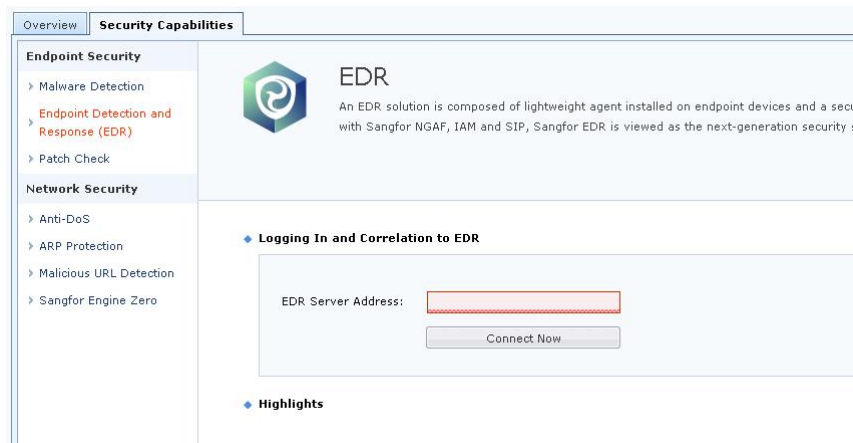 Overview
Security Capabilities
Endpoint Security
Malware Detection
Endpoint Detection and
Response (EDR)
Patch Check
Network Security
Anti-DoS
ARP Protection
Malicious URL Detection
Sangfor Engine Zero
EDR
An EDR solution is composed of lightweight agent installed on endpoint devices and a
with Sangfor NGAF, IAM and SIP, Sangfor EDR is viewed as the next-generation security
Logging In and Correlation to EDR
EDR Server Address:
Connect Now
Highlights